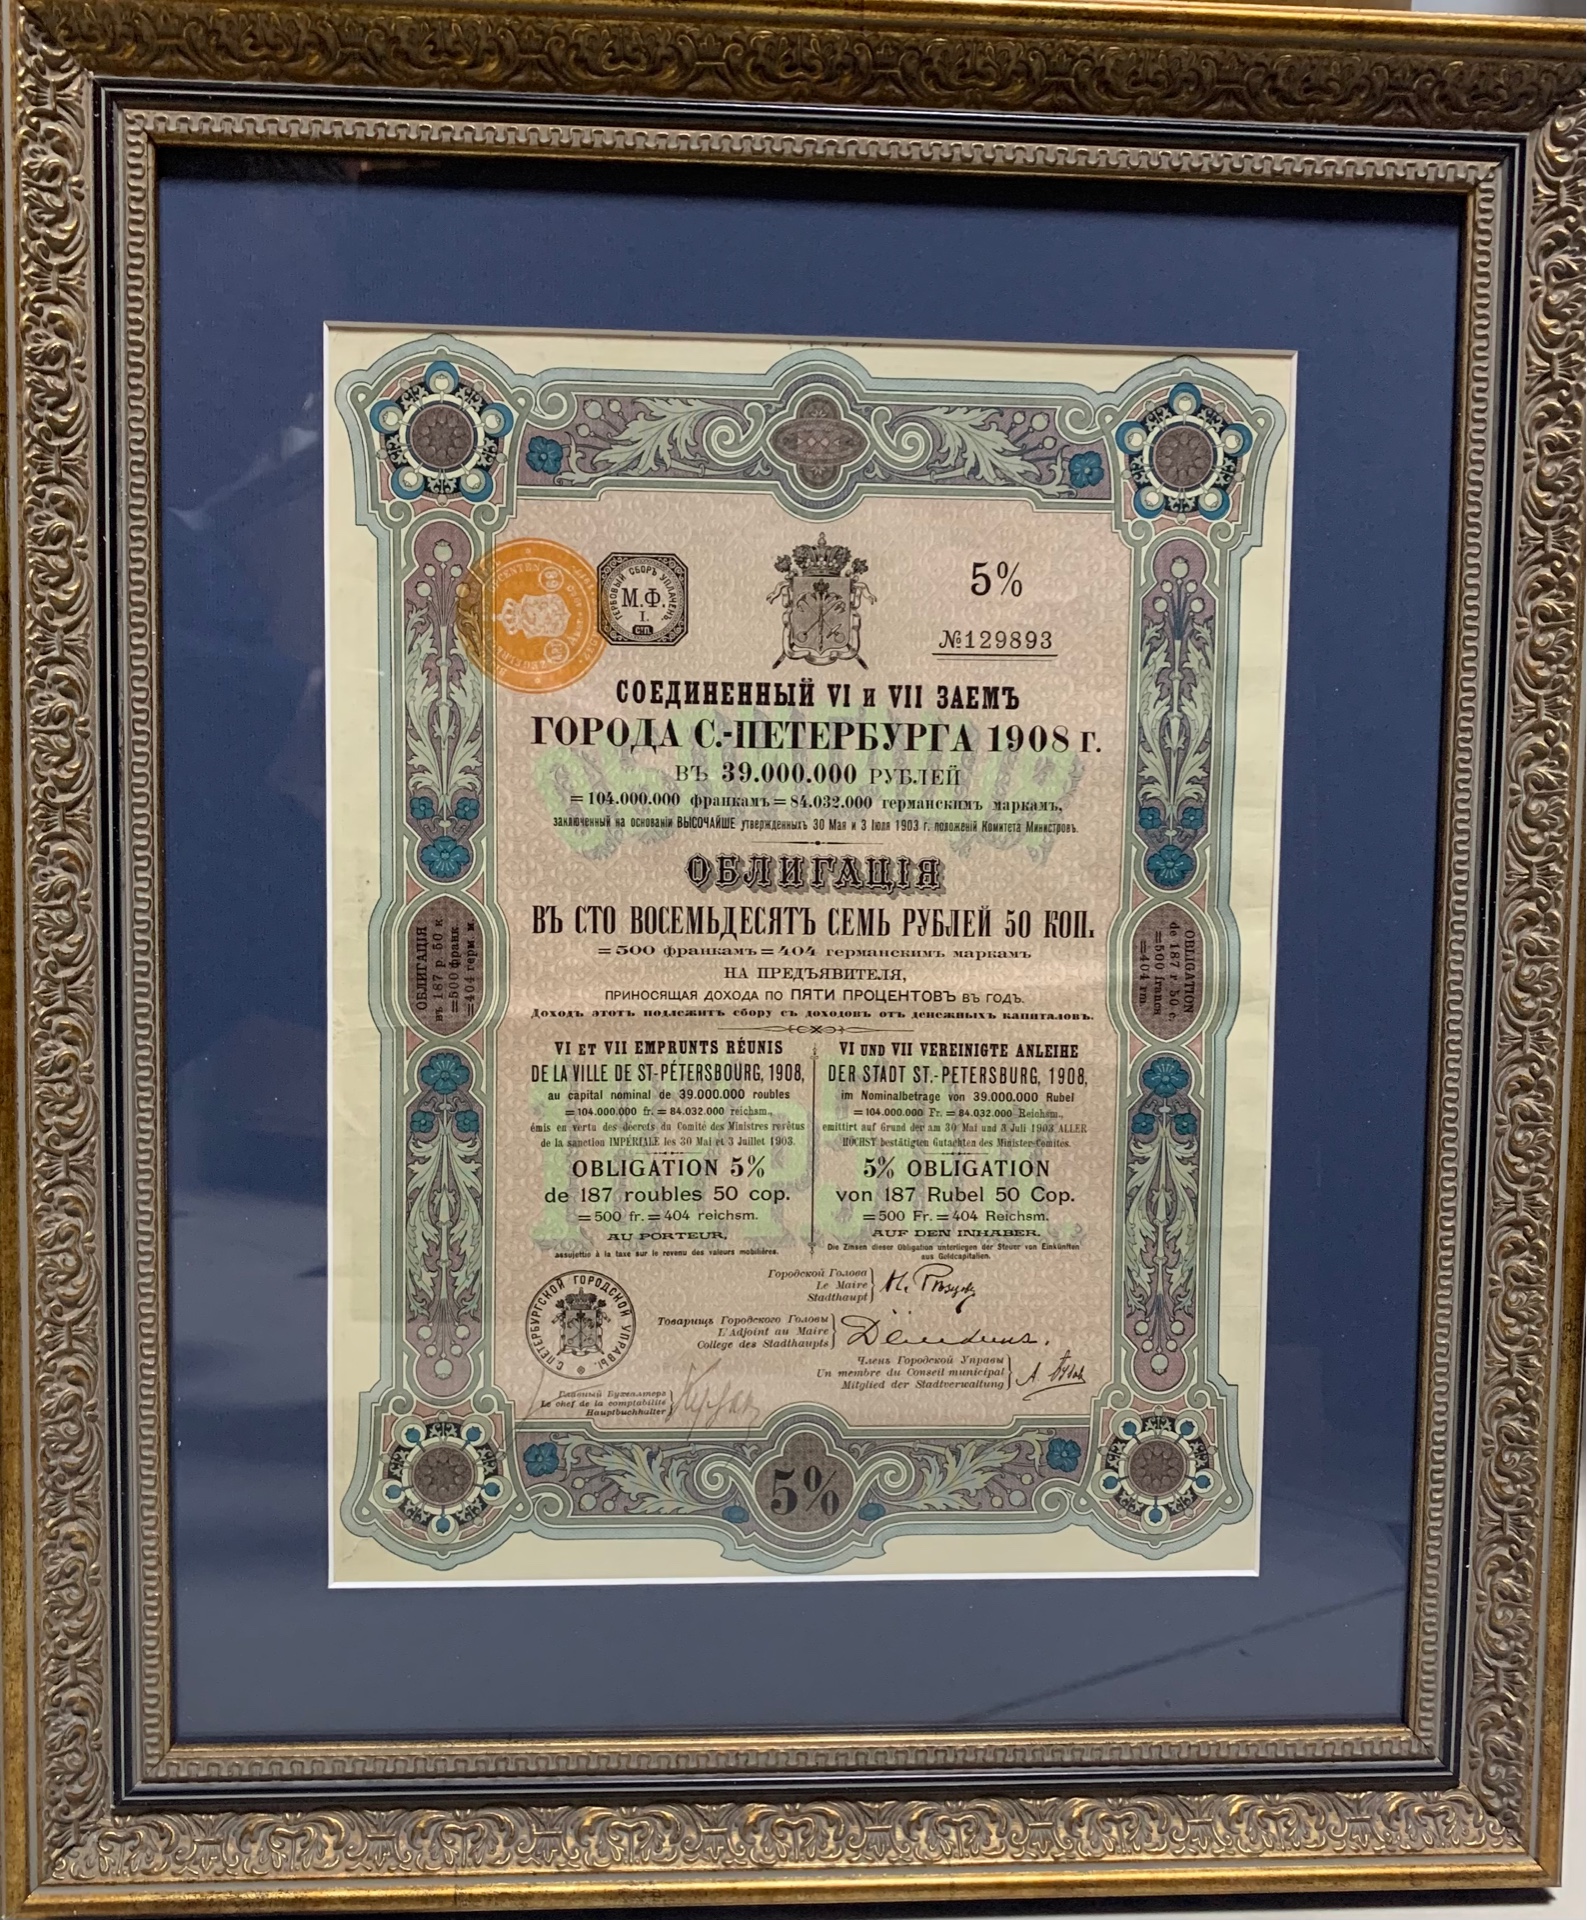 ГЕРБОВЫЙ СБОРЪ УПЛАЧЕНЪ.
М.Ф.
I.
СТП.
5%
№129893
СОЕДИНЕННЫЙ VI и VII ЗАЕМЪ
ГОРОДА С.-ПЕТЕРБУРГА 1908 г.
ВЪ 39.000.000 РУБЛЕЙ
=104.000.000 франкамъ=84.032.000 германскимъ маркамъ,
заключенный на основаніи ВЫСОЧАЙШЕ утвержденныхъ 30 Мая и 3 Іюля 1903 г. положеній Комитета Министровъ.
ОБЛИГАЦІЯ
ВЪ СТО ВОСЕМЬДЕСЯТЪ СЕМЬ РУБЛЕЙ 50 КОП.
=500 франкамъ=404 германскимъ маркамъ
НА ПРЕДЪЯВИТЕЛЯ,
ПРИНОСЯЩАЯ ДОХОДА ПО ПЯТИ ПРОЦЕНТОВЪ ВЪ ГОДЪ.
Доходъ этотъ подлежитъ сбору съ доходовъ отъ денежныхъ капиталовъ.
ОБЛИГАЦІЯ
въ 187 р. 50 к.
=500 франк.
=404 герм. м.
OBLIGATION
de 187 r. 50 c.
=500 francs
=404 rm.
VI ET VII EMPRUNTS RÉUNIS
DE LA VILLE DE ST-PÉTERSBOURG, 1908,
au capital nominal de 39.000.000 roubles
=104.000.000 fr.=84.032.000 reichsm.,
émis en vertu des décrets du Comité des Ministres revêtus
de la sanction IMPÉRIALE les 30 Mai et 3 Juillet 1903.
OBLIGATION 5%
de 187 roubles 50 cop.
=500 fr.=404 reichsm.
AU PORTEUR,
assujettie à la taxe sur le revenu des valeurs mobilières.
VI UND VII VEREINIGTE ANLEIHE
DER STADT ST.-PETERSBURG, 1908,
im Nominalbetrage von 39.000.000 Rubel
=104.000.000 Fr.=84.032.000 Reichsm.,
emittirt auf Grund der am 30 Mai und 3 Juli 1903 ALLER
HÖCHST bestätigten Gutachten des Minister-Comites.
5% OBLIGATION
von 187 Rubel 50 Cop.
=500 Fr.=404 Reichsm.
AUF DEN INHABER.
Die Zinsen dieser Obligation unterliegen der Steuer von Einkünften
aus Geldcapitalien.
С.ПЕТЕРБУРГСКОЙ ГОРОДСКОЙ УПРАВЫ.
Городской Голова
Le Maire
Stadthaupt
Товарищъ Городского Головы
L'Adjoint au Maire
College des Stadthaupts
Членъ Городской Управы
Un membre du Conseil municipal
Mitglied der Stadtverwaltung
Главный Бухгалтеръ
Le chef de la comptabilité
Hauptbuchhalter
5%